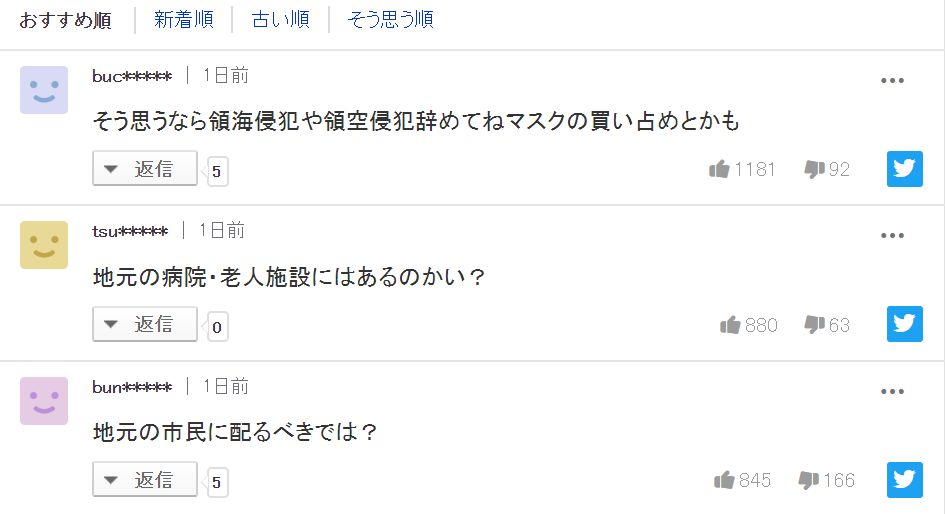 おすすめ順 新着順 古い順 そう思う順
buc***** 1日前
そう思うなら領海侵犯や領空侵犯辞めてねマスクの買い占めとかも
返信 5 1181 92
tsu***** 1日前
地元の病院・老人施設にはあるのかい？
返信 0 880 63
bun***** 1日前
地元の市民に配るべきでは？
返信 5 845 166